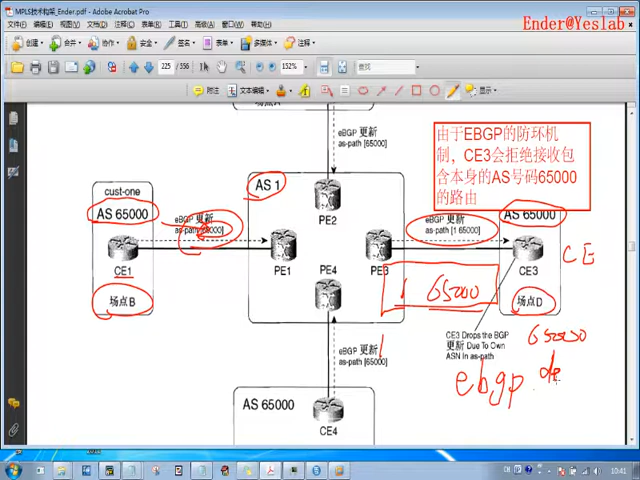 MPLS技术构架_Ender.pdf - Adobe Acrobat Pro
Ender@Yeslab
文件(F) 编辑(E) 视图(V) 文档(D) 注释(C) 表单(R) 工具(T) 高级(A) 窗口(W) 帮助(H)
创建 合并 协作 安全 签名 表单 多媒体 注释
225 / 356 152% 查找
附注 文本编辑 显示
场点A
eBGP 更新
as-path [65000]
由于EBGP的防环机
制，CE3会拒绝接收包
含本身的AS号码65000
的路由
cust-one
AS 65000
AS 1
PE2
eBGP 更新
eBGP 更新
as-path [1 65000]
AS 65000
CE1
PE1
PE4
PE3
CE3
CE
场点B
1 65000
场点D
65000
CE3 Drops the BGP
更新 Due To Own
ASN In as-path
eBGP 更新
as-path [65000]
1
ebgp. de
AS 65000
CE4
10:41